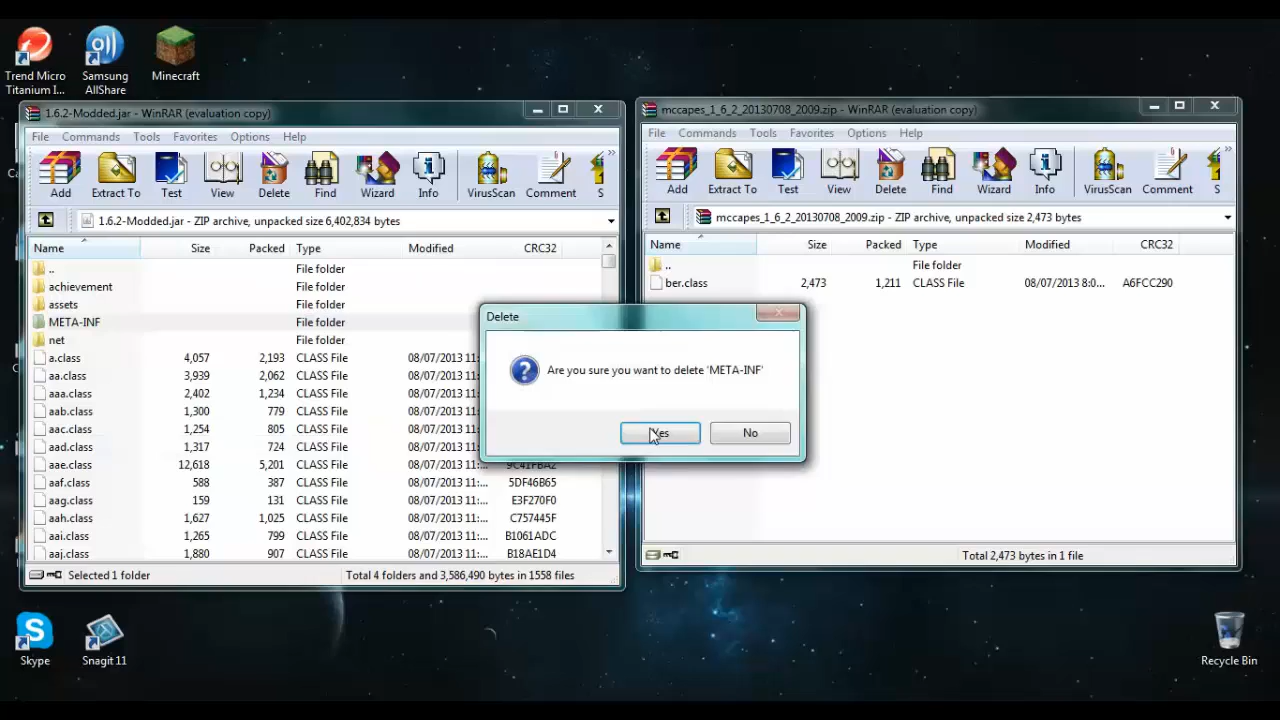 Trend Micro
Titanium I...
Samsung
AllShare
Minecraft
1.6.2-Modded.jar - WinRAR (evaluation copy)
File Commands Tools Favorites Options Help
Add Extract To Test View Delete Find Wizard Info VirusScan Comment S
1.6.2-Modded.jar - ZIP archive, unpacked size 6,402,834 bytes
Name Size Packed Type Modified CRC32
.. File folder
achievement File folder
assets File folder
META-INF File folder
net File folder
a.class 4,057 2,193 CLASS File 08/07/2013 11:
aa.class 3,939 2,062 CLASS File 08/07/2013 11:
aaa.class 2,402 1,234 CLASS File 08/07/2013 11:
aab.class 1,300 779 CLASS File 08/07/2013 11:
aac.class 1,254 805 CLASS File 08/07/2013 11:
aad.class 1,317 724 CLASS File 08/07/2013 11:
aae.class 12,618 5,201 CLASS File 08/07/2013 11:... 9C41FBA2
aaf.class 588 387 CLASS File 08/07/2013 11:... 5DF46B65
aag.class 159 131 CLASS File 08/07/2013 11:... E3F270F0
aah.class 1,627 1,025 CLASS File 08/07/2013 11:... C757445F
aai.class 1,265 799 CLASS File 08/07/2013 11:... B1061ADC
aaj.class 1,880 907 CLASS File 08/07/2013 11:... B18AE1D4
Selected 1 folder Total 4 folders and 3,586,490 bytes in 1558 files
mccapes_1_6_2_20130708_2009.zip - WinRAR (evaluation copy)
File Commands Tools Favorites Options Help
Add Extract To Test View Delete Find Wizard Info VirusScan Comment S
mccapes_1_6_2_20130708_2009.zip - ZIP archive, unpacked size 2,473 bytes
Name Size Packed Type Modified CRC32
.. File folder
ber.class 2,473 1,211 CLASS File 08/07/2013 8:0... A6FCC290
Total 2,473 bytes in 1 file
Delete
Are you sure you want to delete 'META-INF'
Yes No
Skype
Snagit 11
Recycle Bin